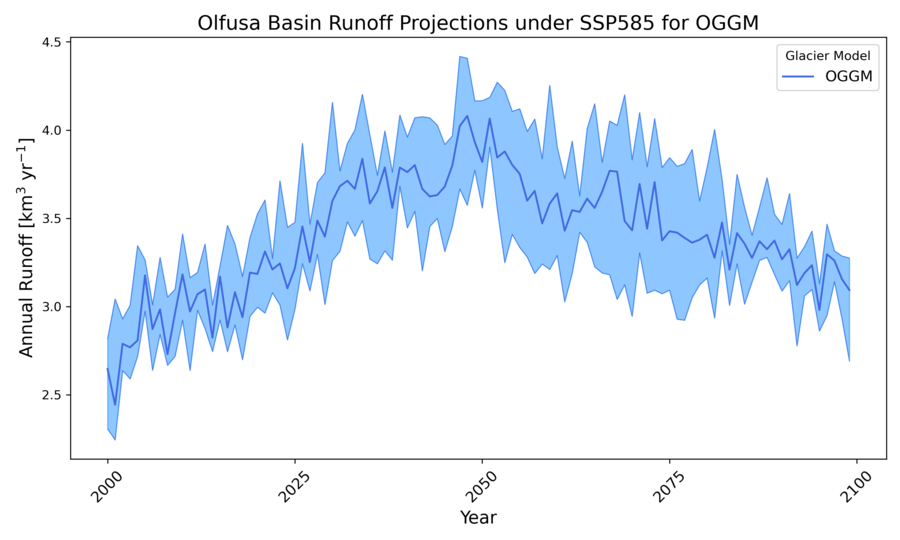 Olfusa Basin Runoff Projections under SSP585 for OGGM
Glacier Model
OGGM
4.5
4.0
3.5
3.0
2.5
Annual Runoff [km³ yr⁻¹]
2000
2025
2050
2075
2100
Year